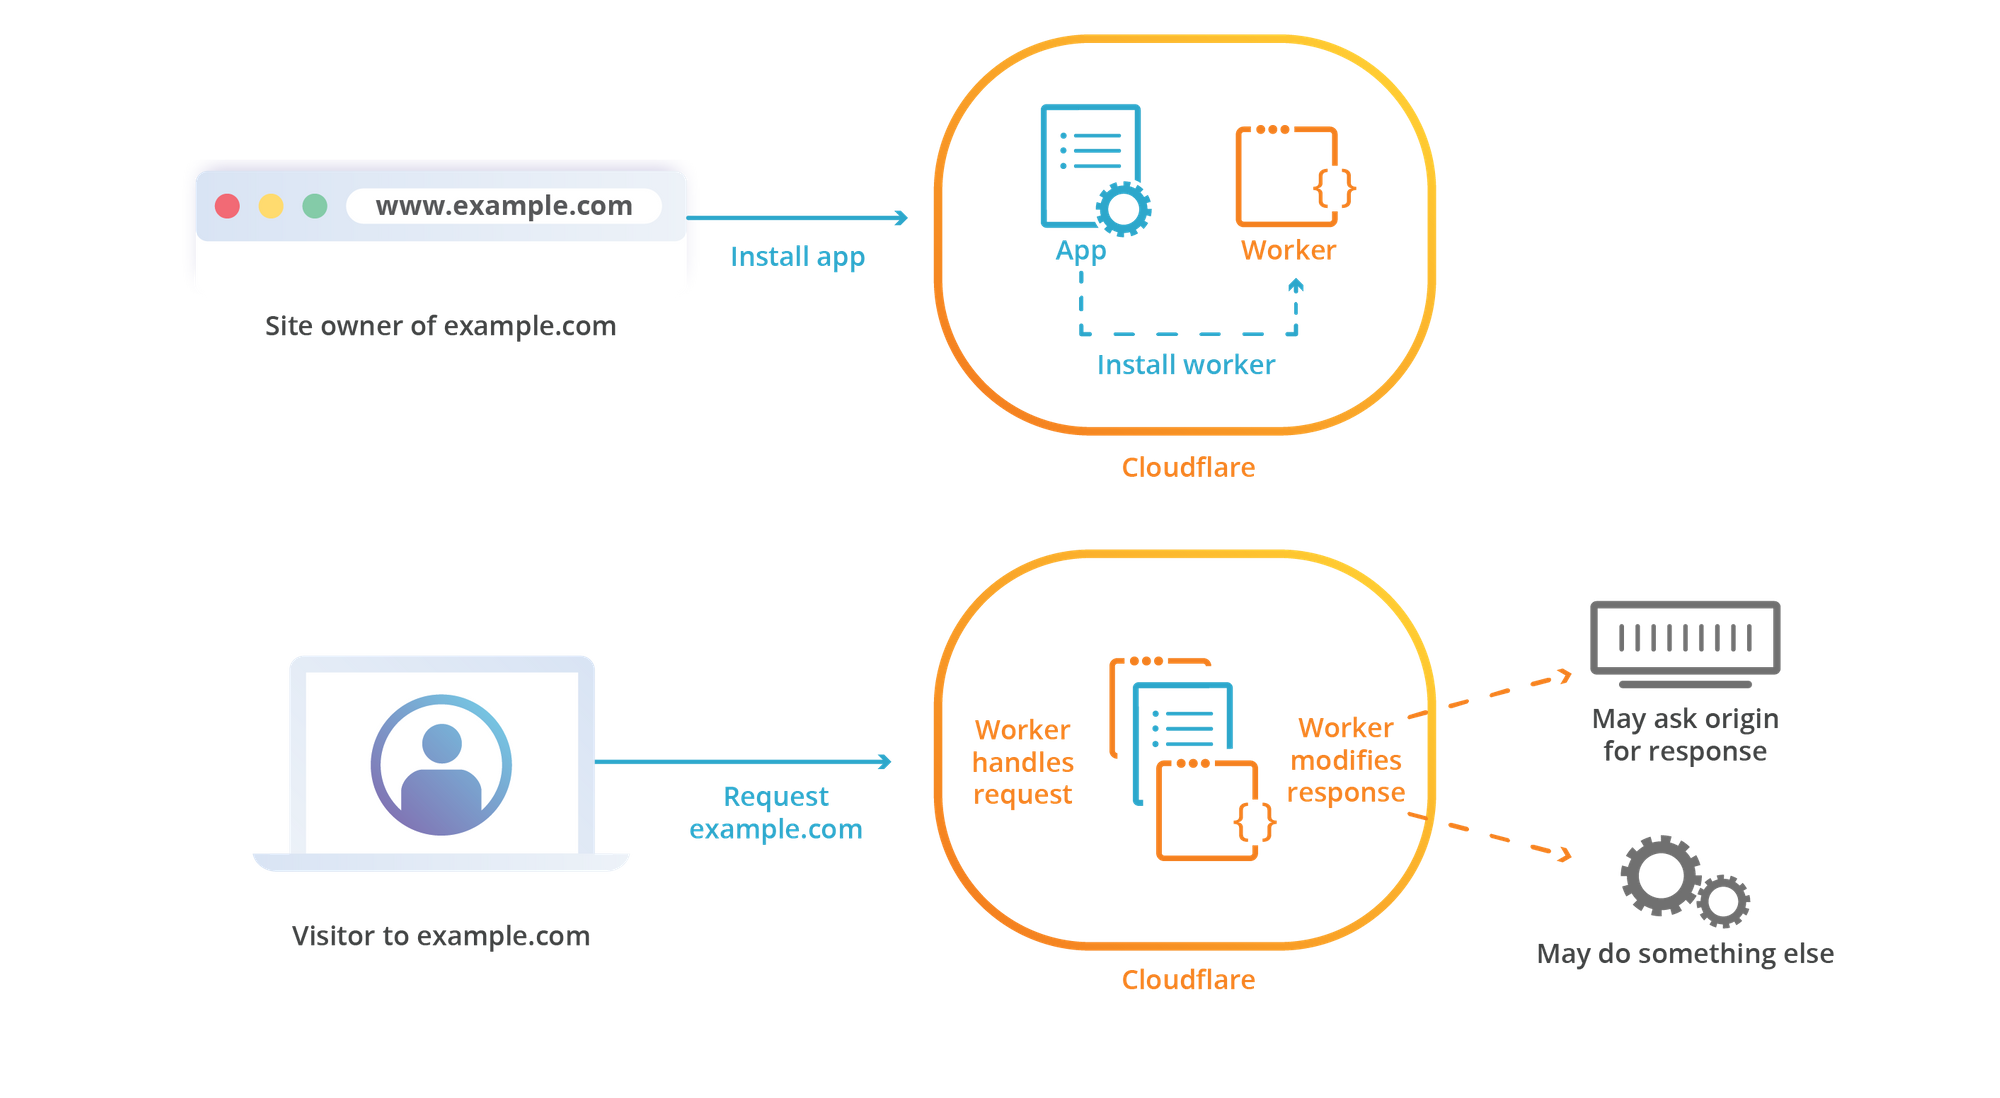 www.example.com
Install app
Site owner of example.com
App
Worker
Install worker
Cloudflare
Request
example.com
Visitor to example.com
Worker
handles
request
Worker
modifies
response
Cloudflare
May ask origin
for response
May do something else